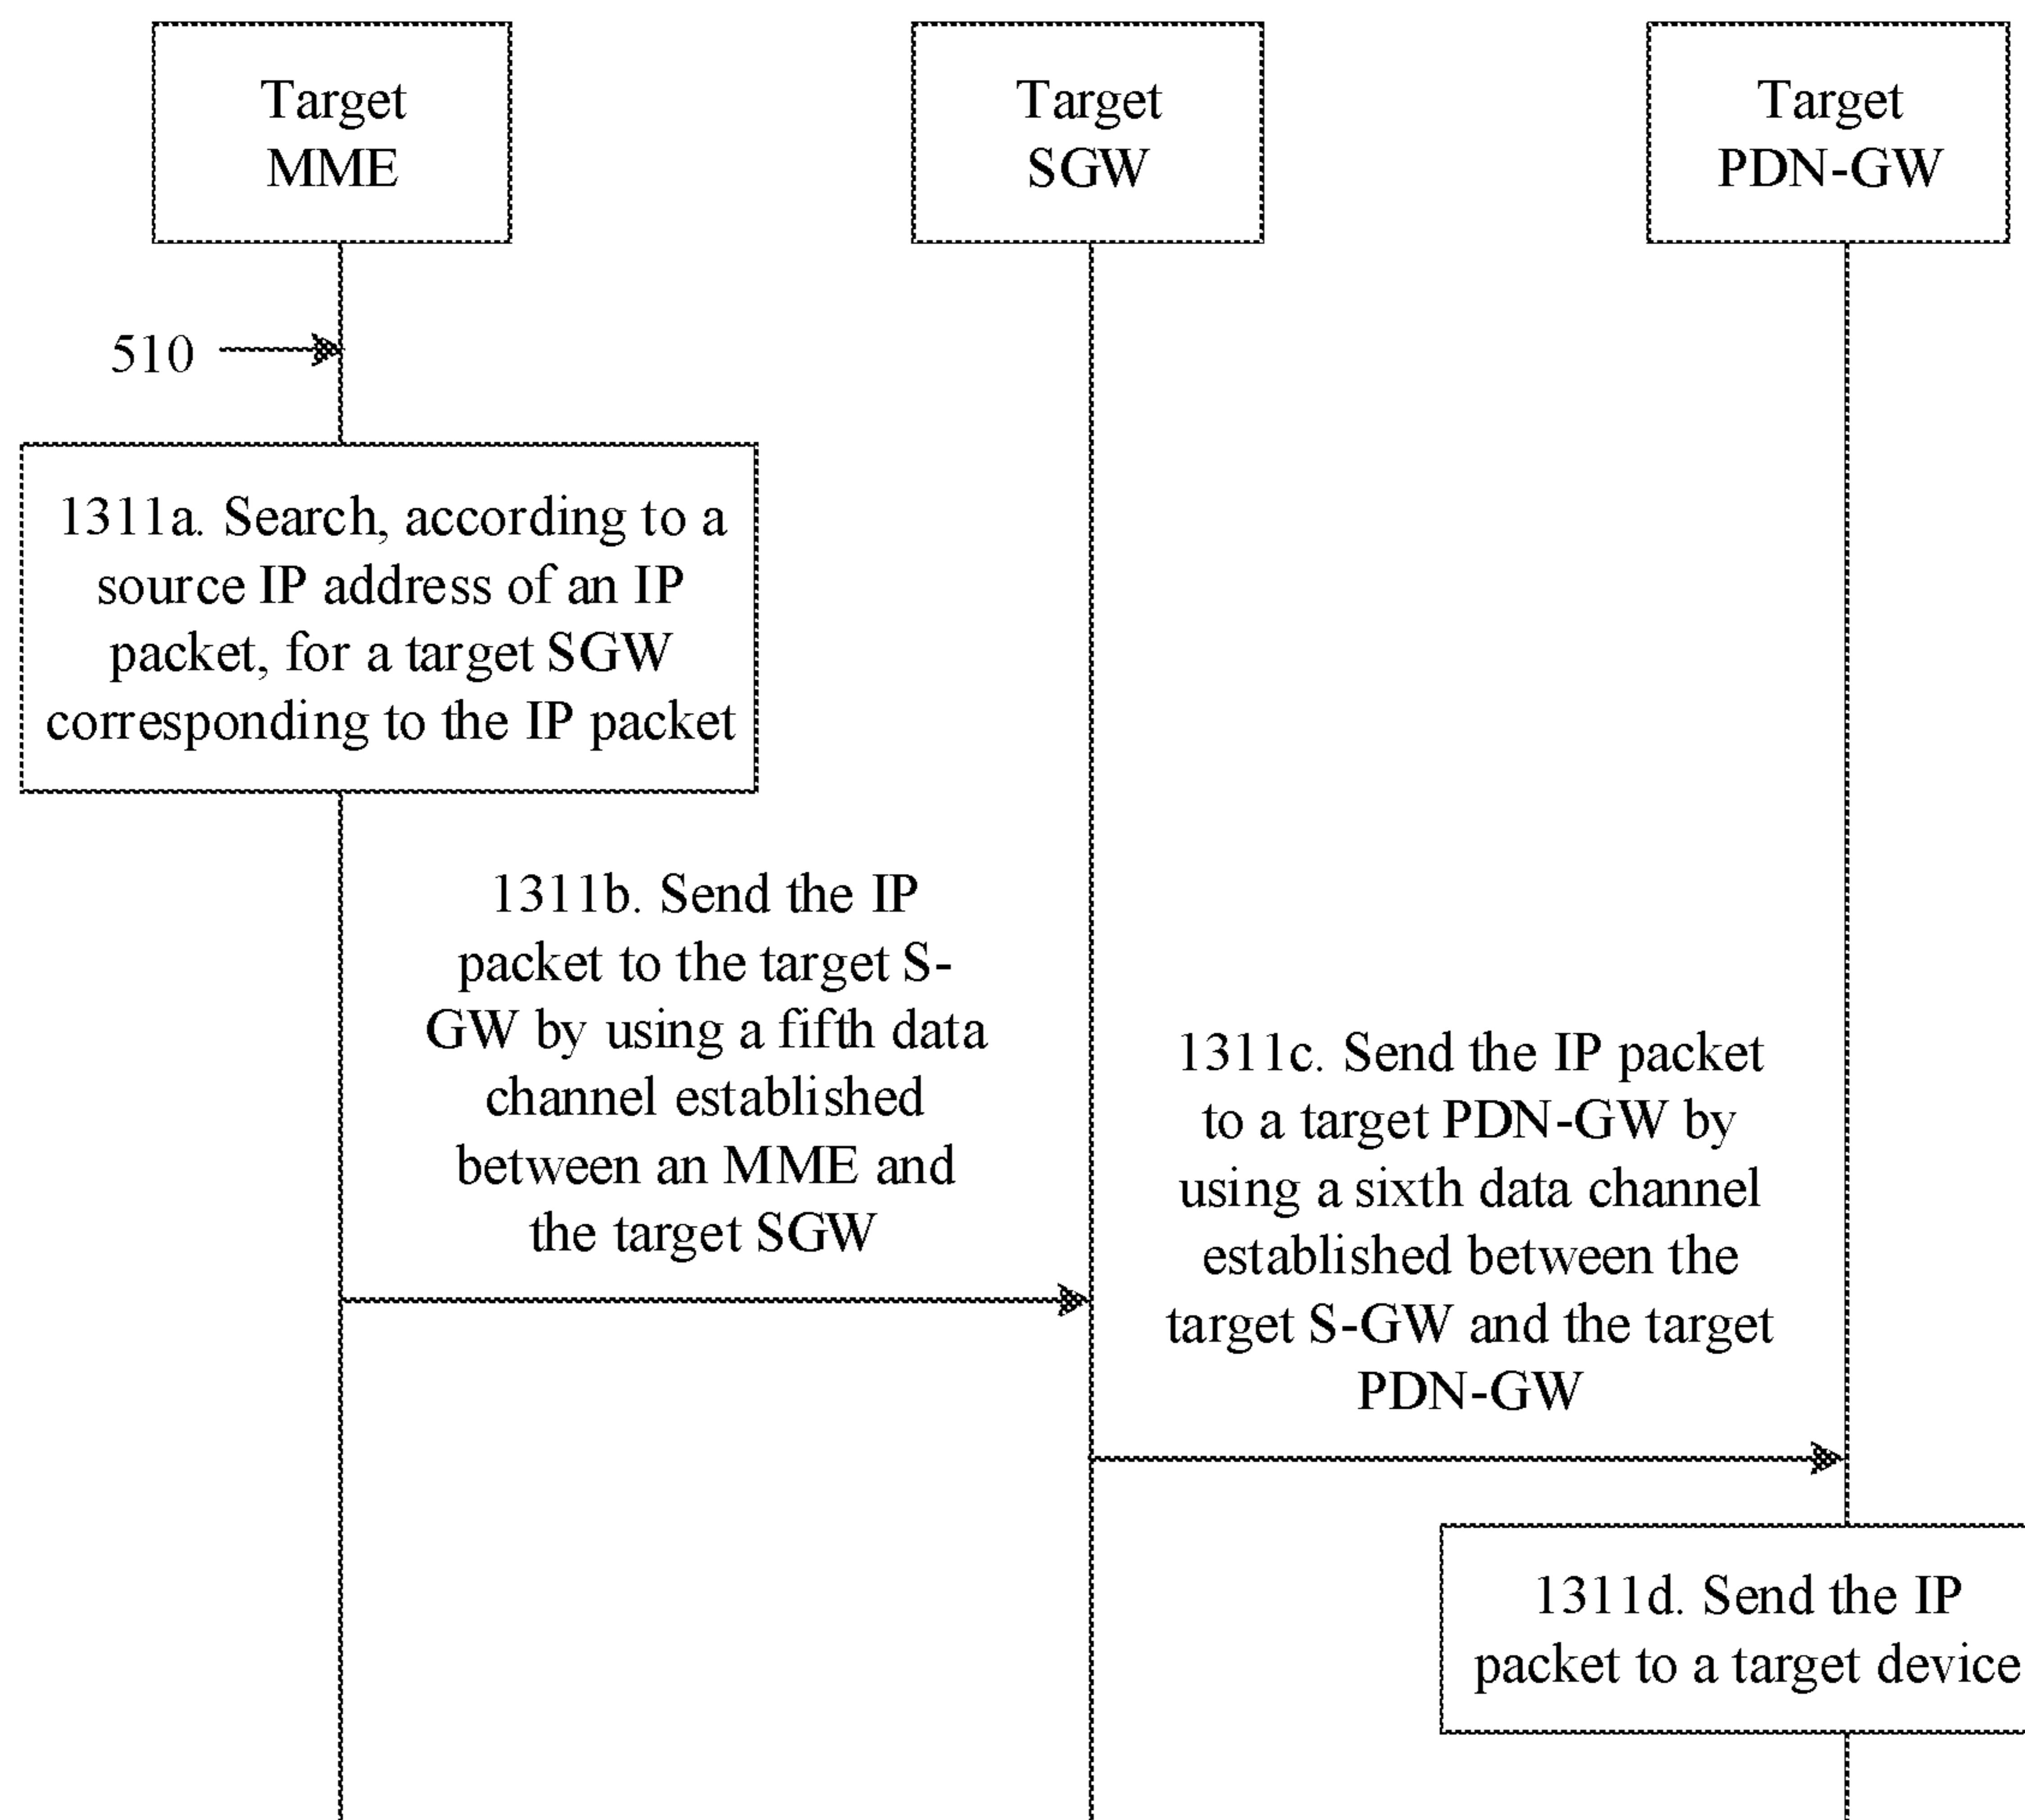 Target
MME
Target
SGW
Target
PDN-GW
510
1311a. Search, according to a
source IP address of an IP
packet, for a target SGW
corresponding to the IP packet
1311b. Send the IP
packet to the target S-
GW by using a fifth data
channel established
between an MME and
the target SGW
1311c. Send the IP packet
to a target PDN-GW by
using a sixth data channel
established between the
target S-GW and the target
PDN-GW
1311d. Send the IP
packet to a target device